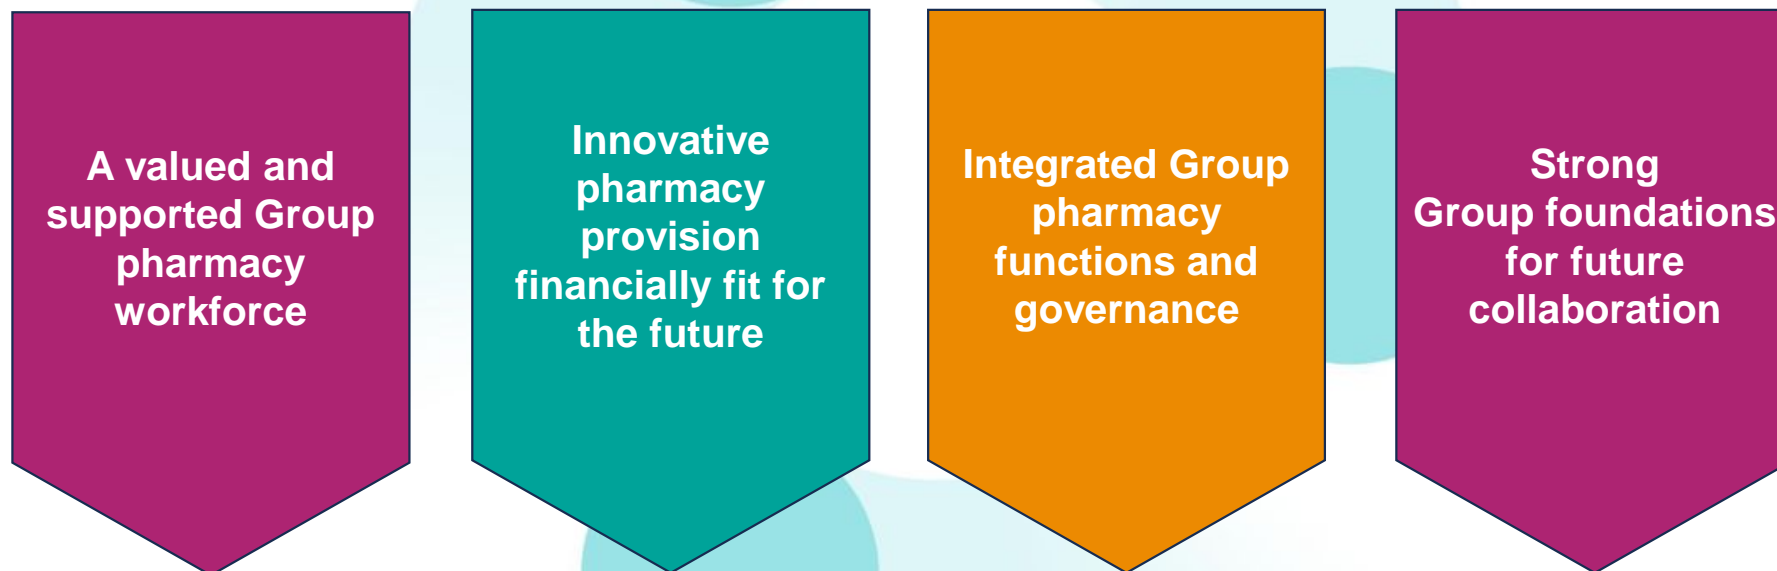 A valued and
supported Group
pharmacy
workforce
Innovative
pharmacy
provision
financially fit for
the future
Integrated Group
pharmacy
functions and
governance
Strong
Group foundations
for future
collaboration